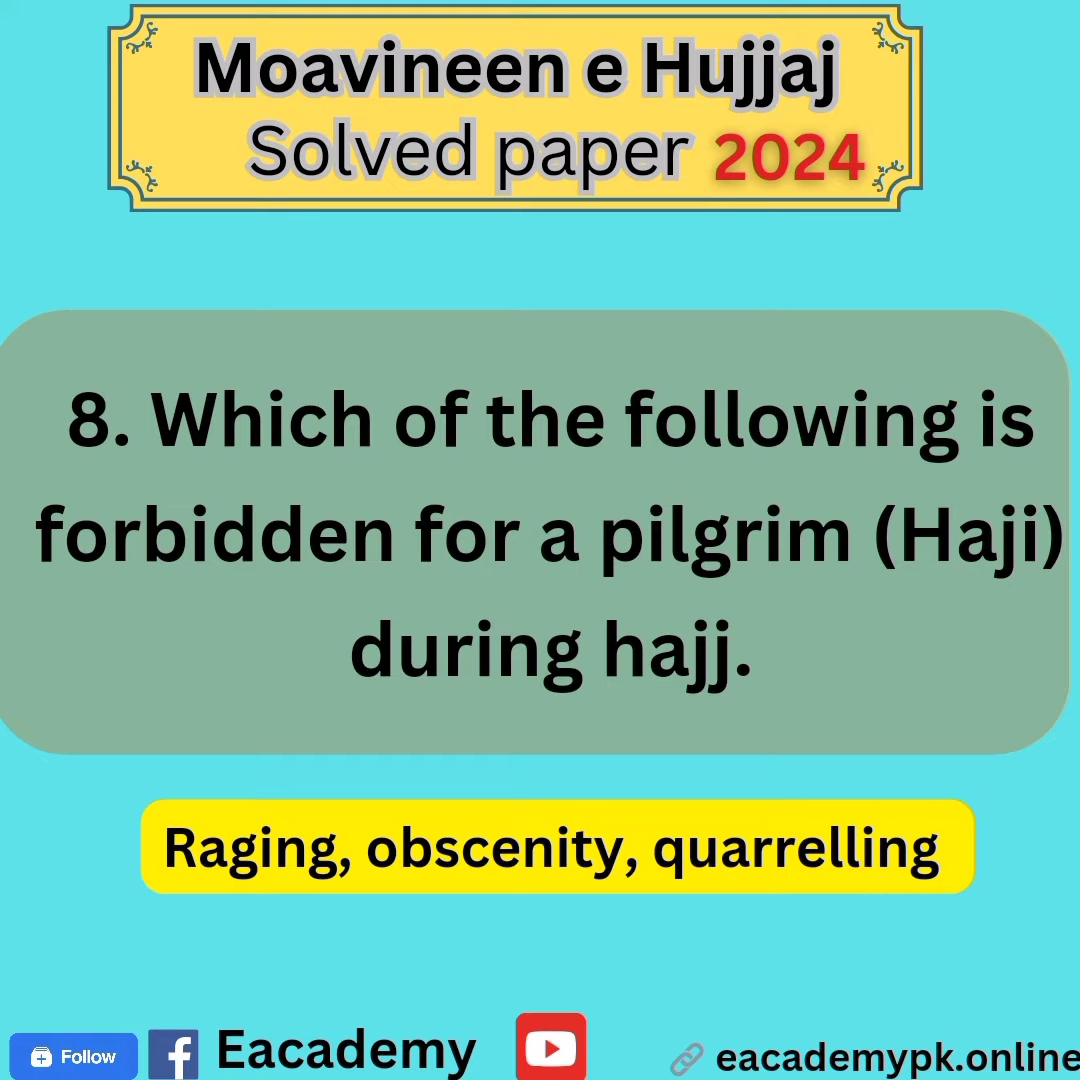 Moavineen e Hujjaj
Solved paper 2024
8. Which of the following is
forbidden for a pilgrim (Haji)
during hajj.
Raging, obscenity, quarrelling
Follow
Eacademy
eacademypk.online